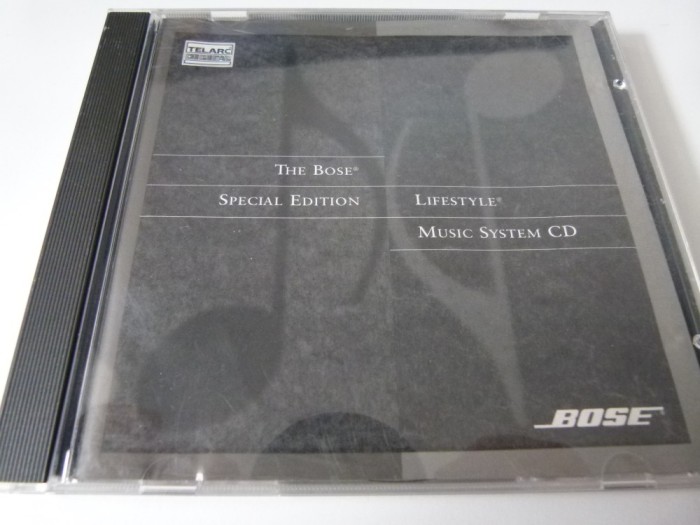 TELARC
THE BOSE®
SPECIAL EDITION
LIFESTYLE®
MUSIC SYSTEM CD
BOSE